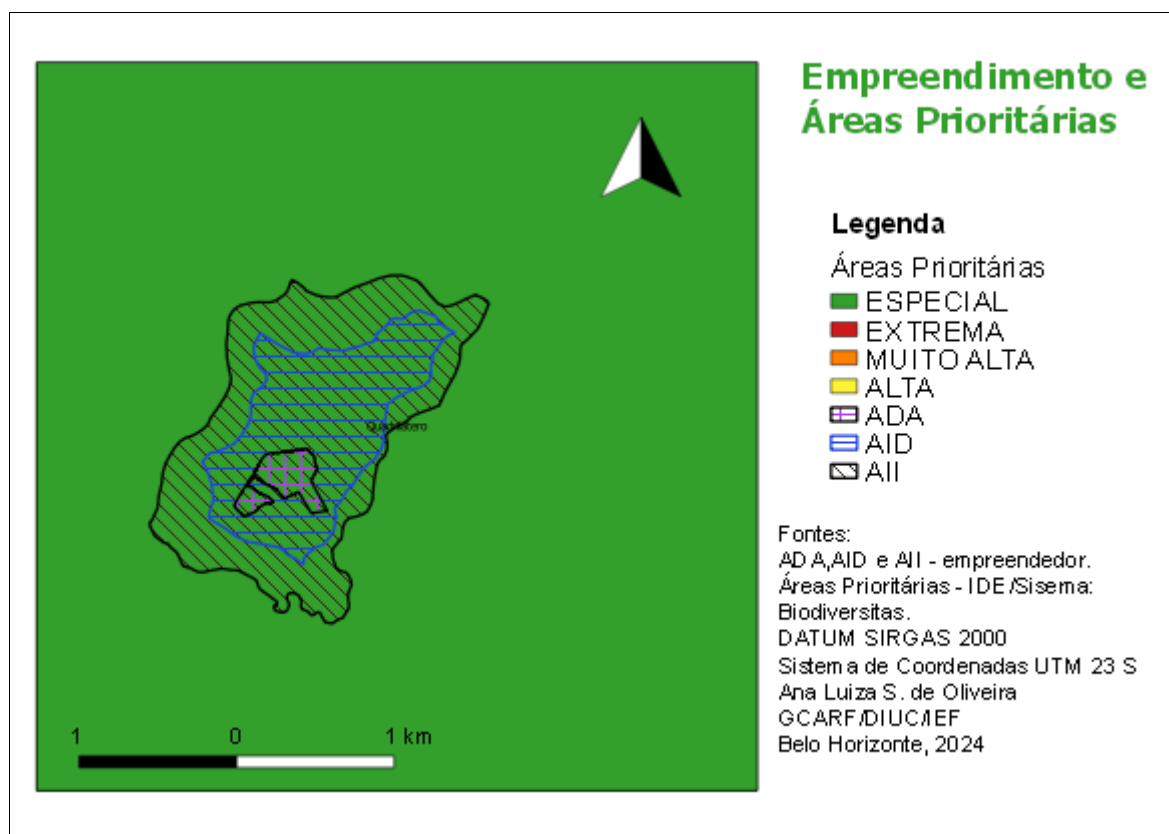 Empreendimento e
Áreas Prioritárias
Legenda
Áreas Prioritárias
ESPECIAL
EXTREMA
MUITO ALTA
ALTA
ADA
AID
AII
Quadrilátero
Fontes:
ADA,AID e AII - empreendedor.
Áreas Prioritárias - IDE/Sisema:
Biodiversitas.
DATUM SIRGAS 2000
Sistema de Coordenadas UTM 23 S
Ana Luiza S. de Oliveira
GCARF/DIUC/IEF
Belo Horizonte, 2024
1 0 1 km